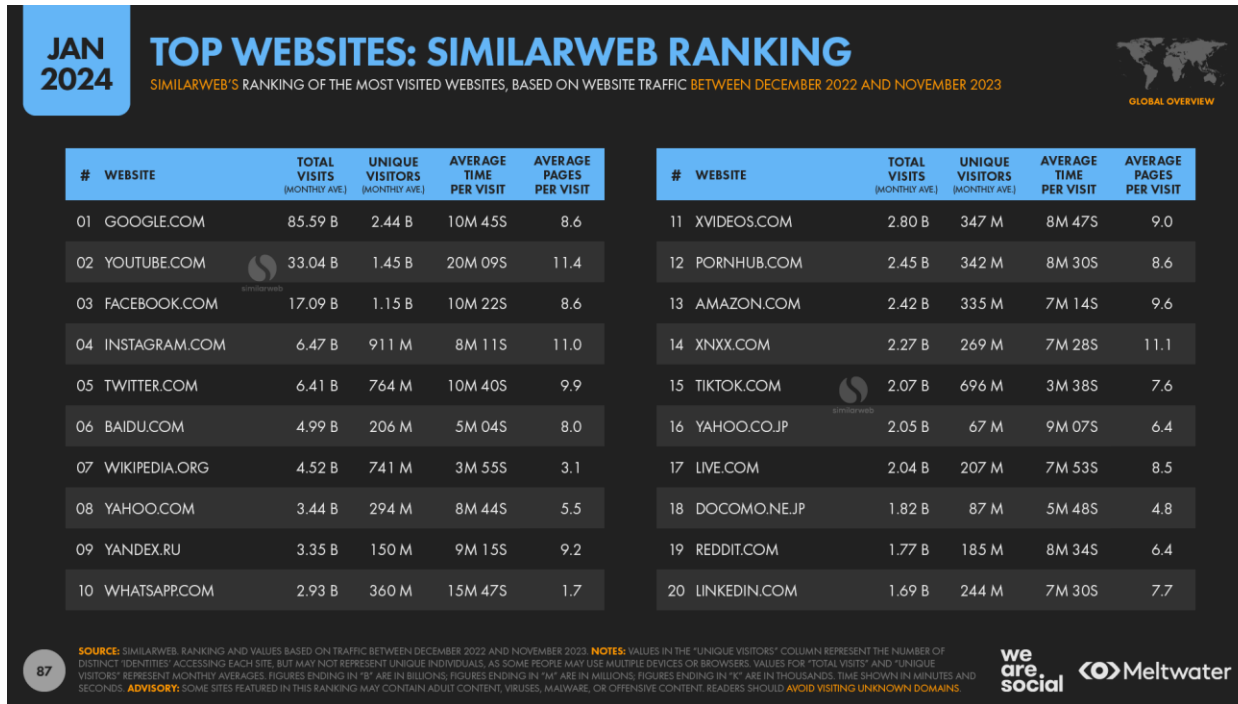 JAN
2024
TOP WEBSITES: SIMILARWEB RANKING
SIMILARWEB'S RANKING OF THE MOST VISITED WEBSITES, BASED ON WEBSITE TRAFFIC BETWEEN DECEMBER 2022 AND NOVEMBER 2023
GLOBAL OVERVIEW
# WEBSITE TOTAL VISITS (MONTHLY AVE.) UNIQUE VISITORS (MONTHLY AVE.) AVERAGE TIME PER VISIT AVERAGE PAGES PER VISIT
01 GOOGLE.COM 85.59 B 2.44 B 10M 45S 8.6
02 YOUTUBE.COM 33.04 B 1.45 B 20M 09S 11.4
similarweb
03 FACEBOOK.COM 17.09 B 1.15 B 10M 22S 8.6
04 INSTAGRAM.COM 6.47 B 911 M 8M 11S 11.0
05 TWITTER.COM 6.41 B 764 M 10M 40S 9.9
06 BAIDU.COM 4.99 B 206 M 5M 04S 8.0
07 WIKIPEDIA.ORG 4.52 B 741 M 3M 55S 3.1
08 YAHOO.COM 3.44 B 294 M 8M 44S 5.5
09 YANDEX.RU 3.35 B 150 M 9M 15S 9.2
10 WHATSAPP.COM 2.93 B 360 M 15M 47S 1.7
# WEBSITE TOTAL VISITS (MONTHLY AVE.) UNIQUE VISITORS (MONTHLY AVE.) AVERAGE TIME PER VISIT AVERAGE PAGES PER VISIT
11 XVIDEOS.COM 2.80 B 347 M 8M 47S 9.0
12 PORNHUB.COM 2.45 B 342 M 8M 30S 8.6
13 AMAZON.COM 2.42 B 335 M 7M 14S 9.6
14 XNXX.COM 2.27 B 269 M 7M 28S 11.1
15 TIKTOK.COM 2.07 B 696 M 3M 38S 7.6
similarweb
16 YAHOO.CO.JP 2.05 B 67 M 9M 07S 6.4
17 LIVE.COM 2.04 B 207 M 7M 53S 8.5
18 DOCOMO.NE.JP 1.82 B 87 M 5M 48S 4.8
19 REDDIT.COM 1.77 B 185 M 8M 34S 6.4
20 LINKEDIN.COM 1.69 B 244 M 7M 30S 7.7
87
SOURCE: SIMILARWEB. RANKING AND VALUES BASED ON TRAFFIC BETWEEN DECEMBER 2022 AND NOVEMBER 2023. NOTES: VALUES IN THE "UNIQUE VISITORS" COLUMN REPRESENT THE NUMBER OF
DISTINCT 'IDENTITIES' ACCESSING EACH SITE, BUT MAY NOT REPRESENT UNIQUE INDIVIDUALS, AS SOME PEOPLE MAY USE MULTIPLE DEVICES OR BROWSERS. VALUES FOR "TOTAL VISITS" AND "UNIQUE
VISITORS" REPRESENT MONTHLY AVERAGES. FIGURES ENDING IN "B" ARE IN BILLIONS; FIGURES ENDING IN "M" ARE IN MILLIONS; FIGURES ENDING IN "K" ARE IN THOUSANDS. TIME SHOWN IN MINUTES AND
SECONDS. ADVISORY: SOME SITES FEATURED IN THIS RANKING MAY CONTAIN ADULT CONTENT, VIRUSES, MALWARE, OR OFFENSIVE CONTENT. READERS SHOULD AVOID VISITING UNKNOWN DOMAINS.
we
are.
social
Meltwater